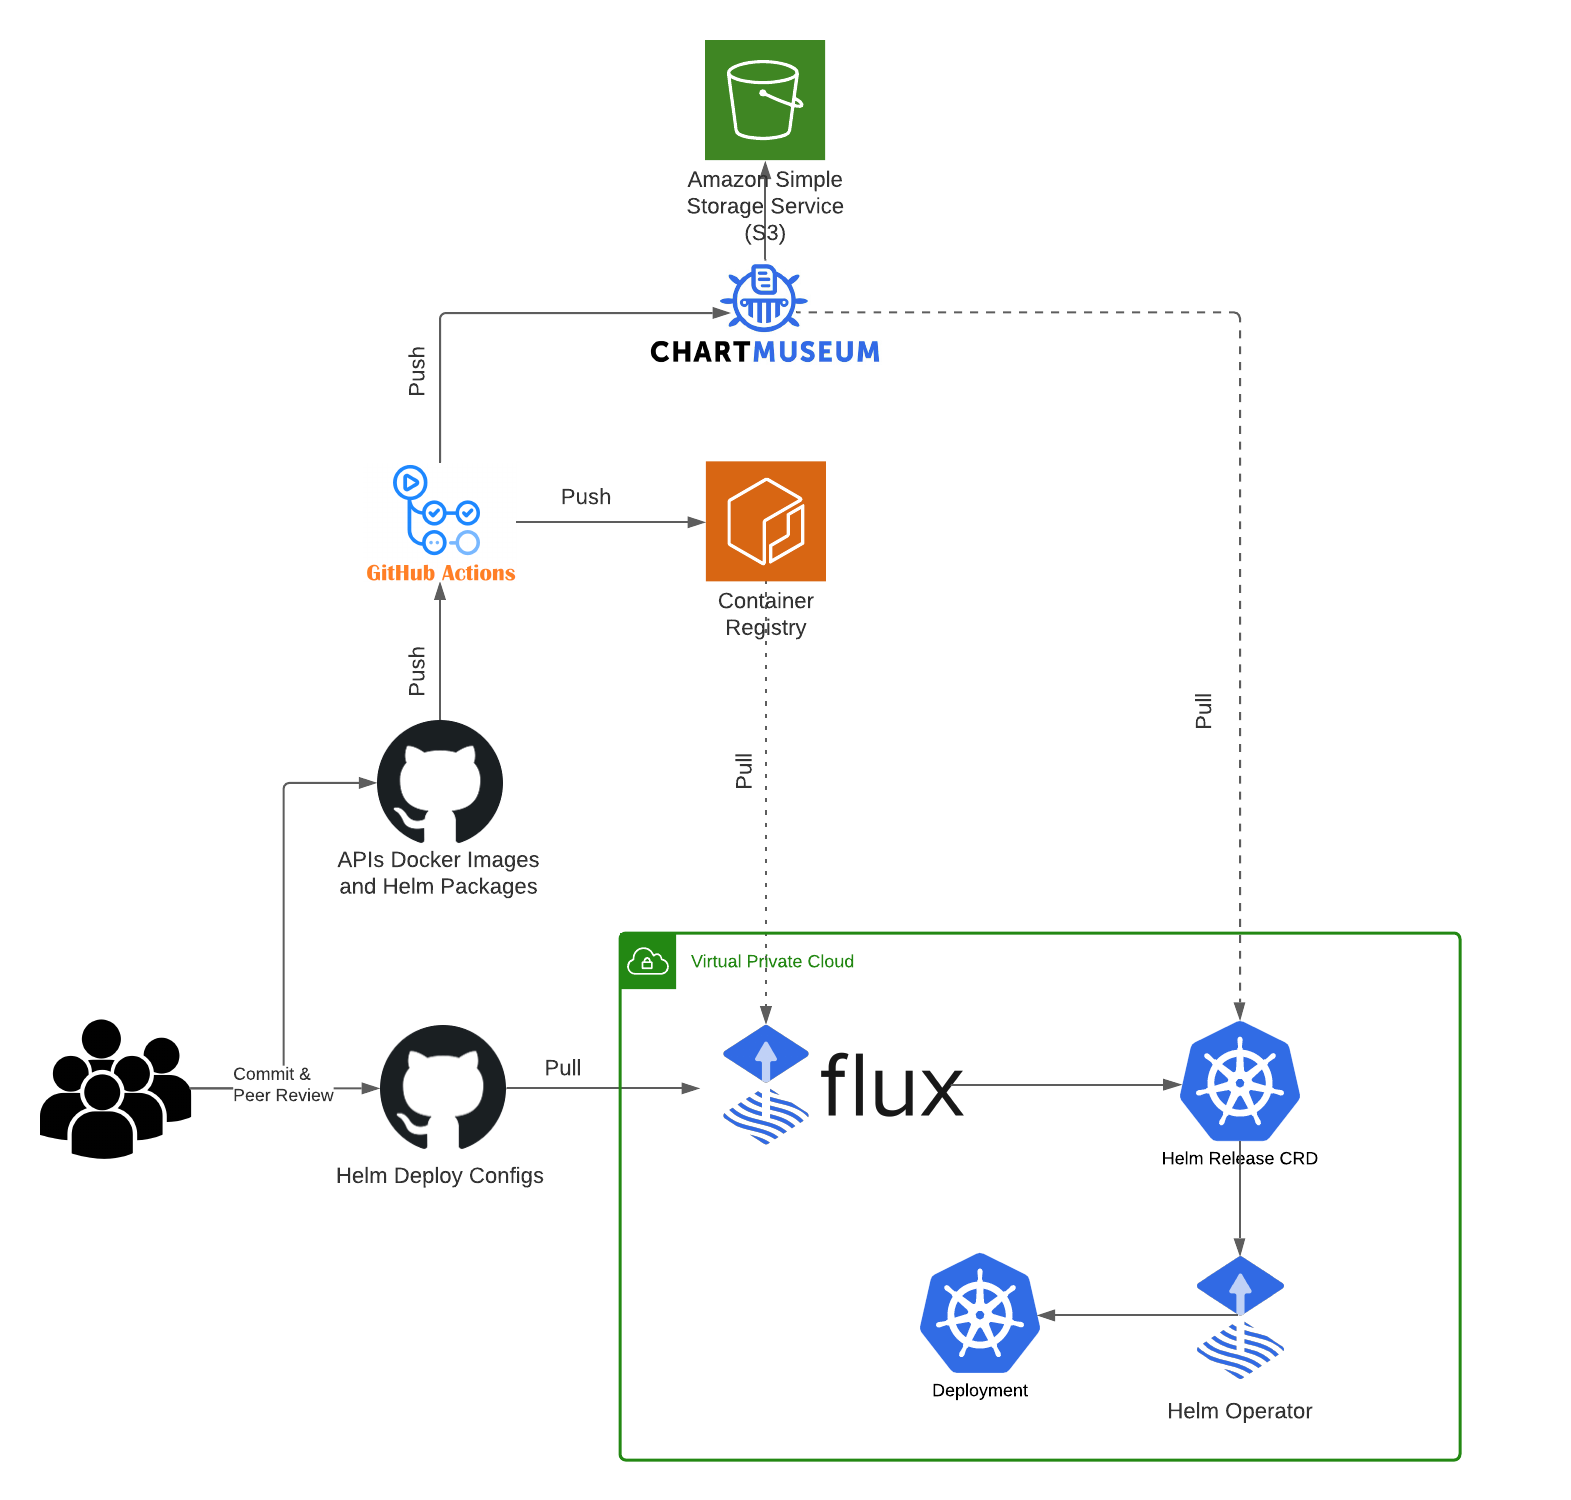 Amazon Simple
Storage Service
(S3)
CHARTMUSEUM
Push
Push
GitHub Actions
Container
Registry
Push
Pull
Pull
APIs Docker Images
and Helm Packages
Virtual Private Cloud
Commit &
Peer Review
Pull
flux
Helm Deploy Configs
Helm Release CRD
Deployment
Helm Operator